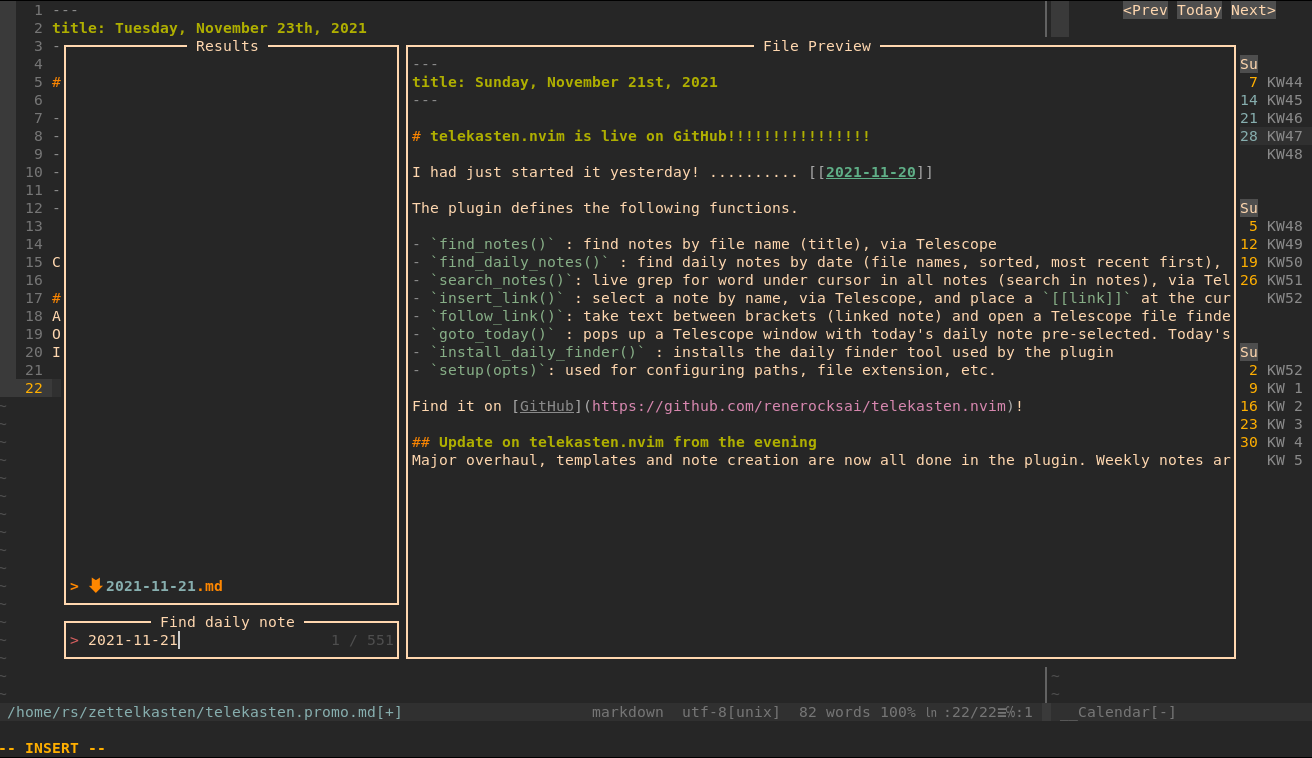 1 ---
2 title: Tuesday, November 23th, 2021
3 -
4
5 #
6
7 -
8 -
9 -
10 -
11 -
12 -
13
14
15 C
16
17 #
18 A
19 O
20 I
21
22
~
Results
> 2021-11-21.md
Find daily note
> 2021-11-21 1 / 551
File Preview
---
title: Sunday, November 21st, 2021
---
# telekasten.nvim is live on GitHub!!!!!!!!!!!!!!!!
I had just started it yesterday! .......... [[2021-11-20]]
The plugin defines the following functions.
- `find_notes()` : find notes by file name (title), via Telescope
- `find_daily_notes()` : find daily notes by date (file names, sorted, most recent first),
- `search_notes()`: live grep for word under cursor in all notes (search in notes), via Tel
- `insert_link()` : select a note by name, via Telescope, and place a `[[link]]` at the cur
- `follow_link()`: take text between brackets (linked note) and open a Telescope file finde
- `goto_today()` : pops up a Telescope window with today's daily note pre-selected. Today's
- `install_daily_finder()` : installs the daily finder tool used by the plugin
- `setup(opts)`: used for configuring paths, file extension, etc.
Find it on [GitHub](https://github.com/renerocksai/telekasten.nvim)!
## Update on telekasten.nvim from the evening
Major overhaul, templates and note creation are now all done in the plugin. Weekly notes ar
<Prev Today Next>
Su
7 KW44
14 KW45
21 KW46
28 KW47
KW48
Su
5 KW48
12 KW49
19 KW50
26 KW51
KW52
Su
2 KW52
9 KW 1
16 KW 2
23 KW 3
30 KW 4
KW 5
~
~
/home/rs/zettelkasten/telekasten.promo.md[+] markdown utf-8[unix] 82 words 100% ㏑:22/22☰℅:1 __Calendar[-]
-- INSERT --